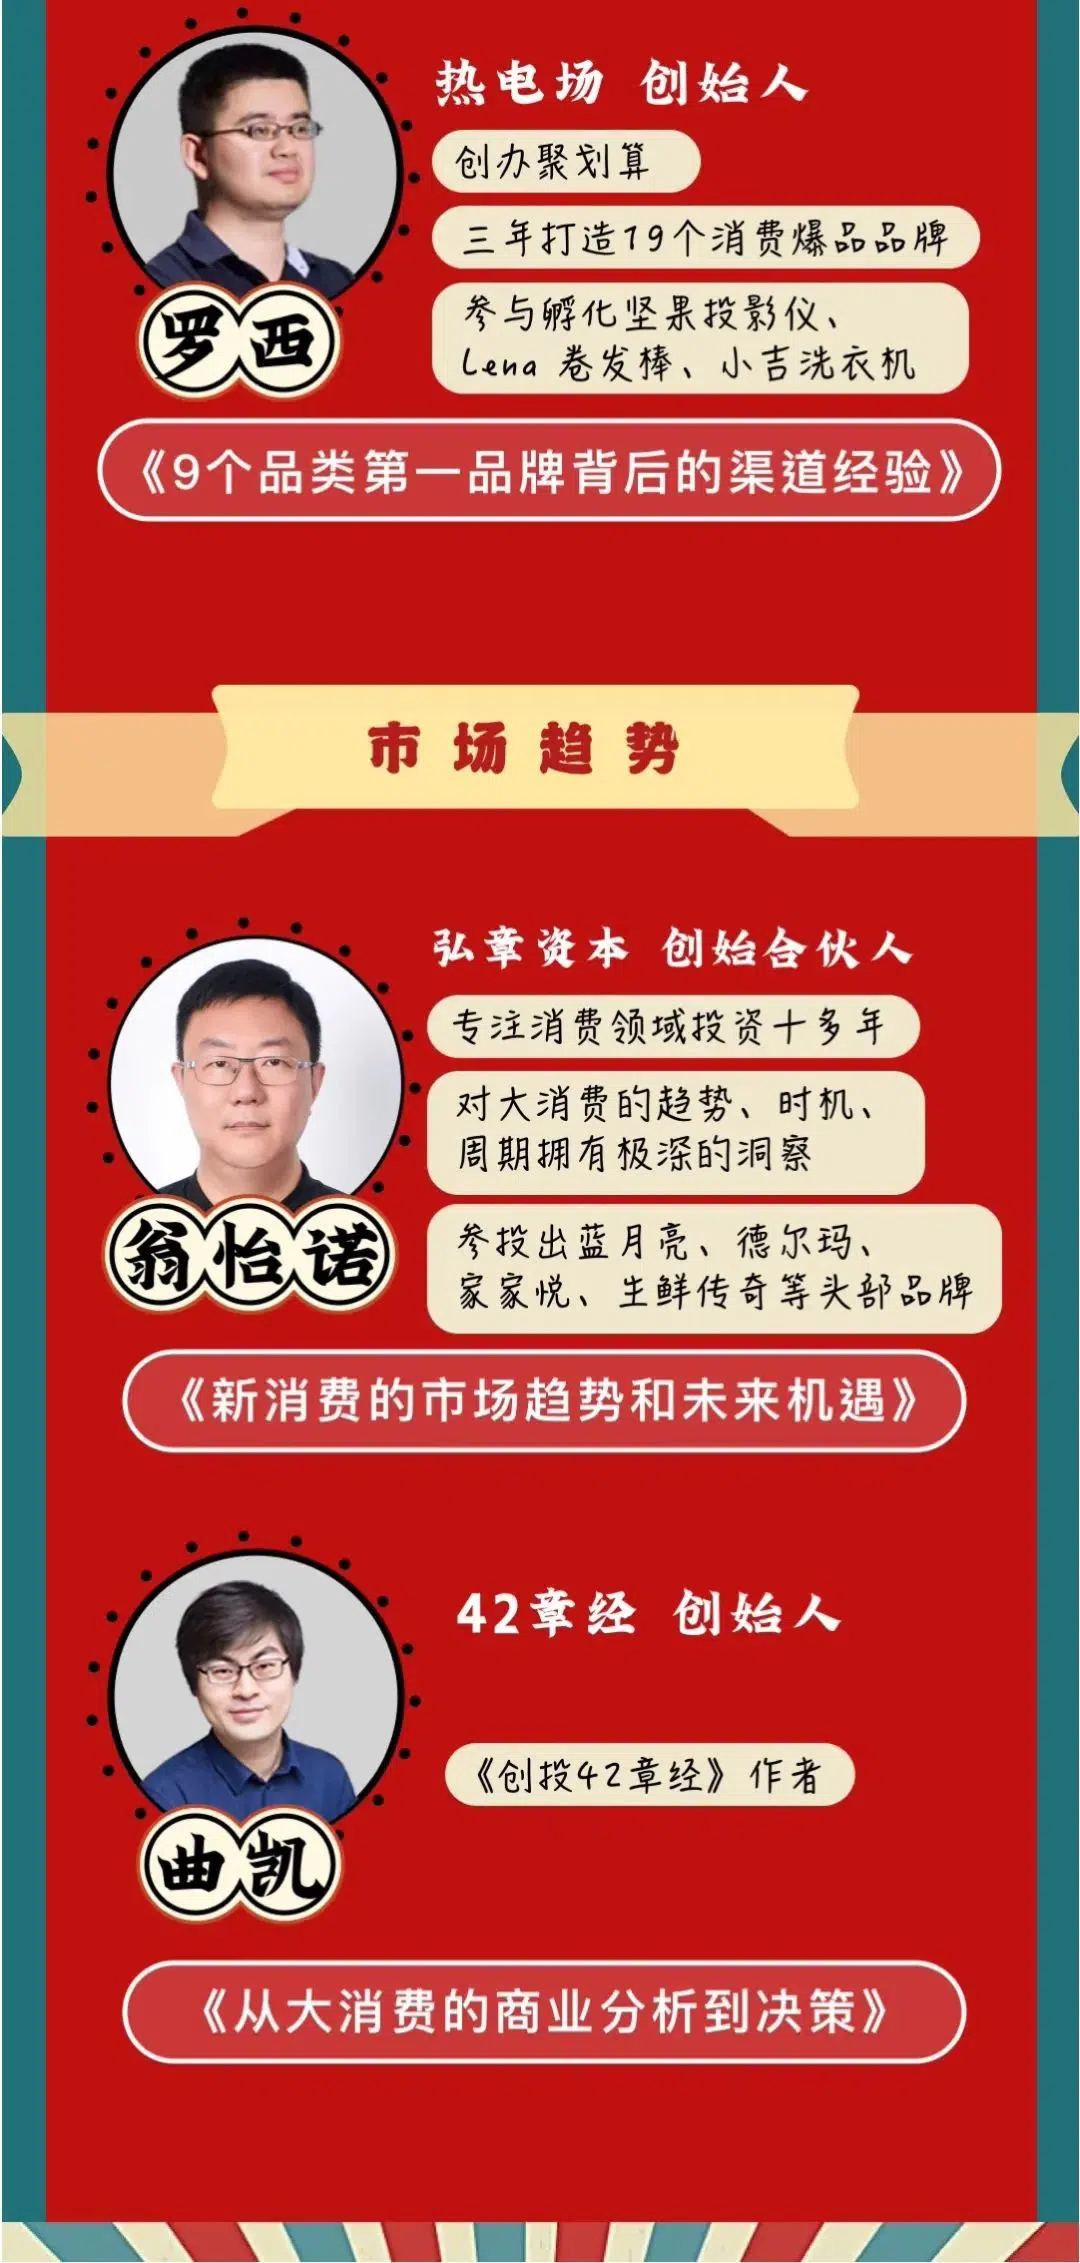 热电场 创始人
创办聚划算
三年打造19个消费爆品品牌
参与孵化坚果投影仪、
Lena 卷发棒、小吉洗衣机
罗西
《9个品类第一品牌背后的渠道经验》
市场趋势
弘章资本 创始合伙人
专注消费领域投资十多年
对大消费的趋势、时机、
周期拥有极深的洞察
参投出蓝月亮、德尔玛、
家家悦、生鲜传奇等头部品牌
翁怡诺
《新消费的市场趋势和未来机遇》
42章经 创始人
《创投42章经》作者
曲凯
《从大消费的商业分析到决策》